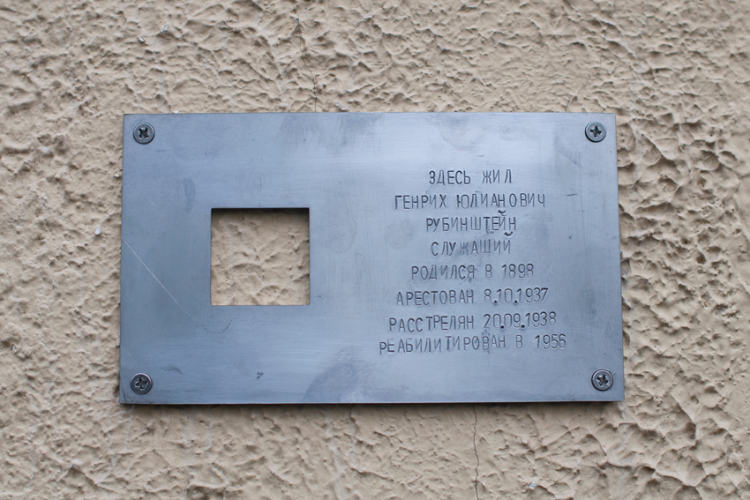 ЗДЕСЬ ЖИЛ
ГЕНРИХ ЮЛИАНОВИЧ
РУБИНШТЕЙН
СЛУЖАЩИЙ
РОДИЛСЯ В 1898
АРЕСТОВАН 8.10.1937
РАССТРЕЛЯН 20.09.1938
РЕАБИЛИТИРОВАН В 1956